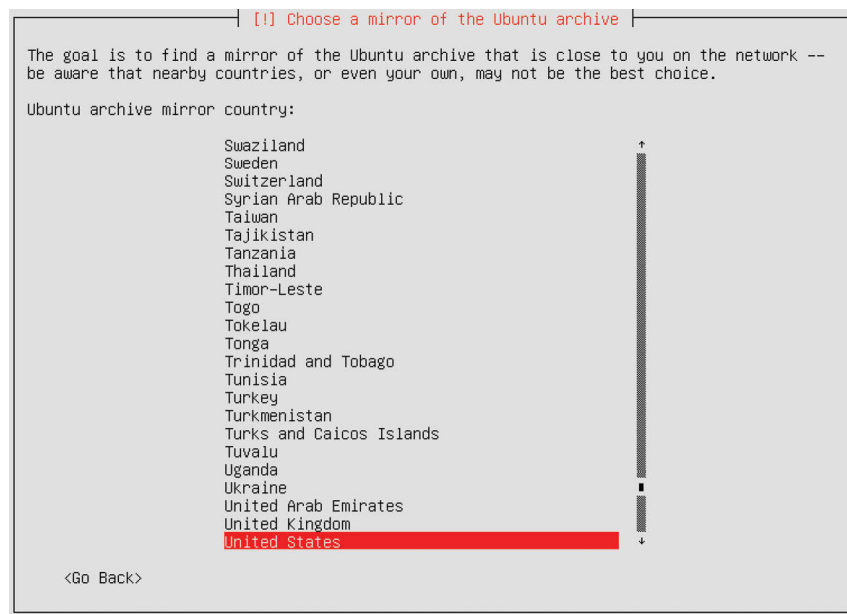 [!] Choose a mirror of the Ubuntu archive
The goal is to find a mirror of the Ubuntu archive that is close to you on the network --
be aware that nearby countries, or even your own, may not be the best choice.
Ubuntu archive mirror country:
Swaziland
Sweden
Switzerland
Syrian Arab Republic
Taiwan
Tajikistan
Tanzania
Thailand
Timor-Leste
Togo
Tokelau
Tonga
Trinidad and Tobago
Tunisia
Turkey
Turkmenistan
Turks and Caicos Islands
Tuvalu
Uganda
Ukraine
United Arab Emirates
United Kingdom
United States
<Go Back>